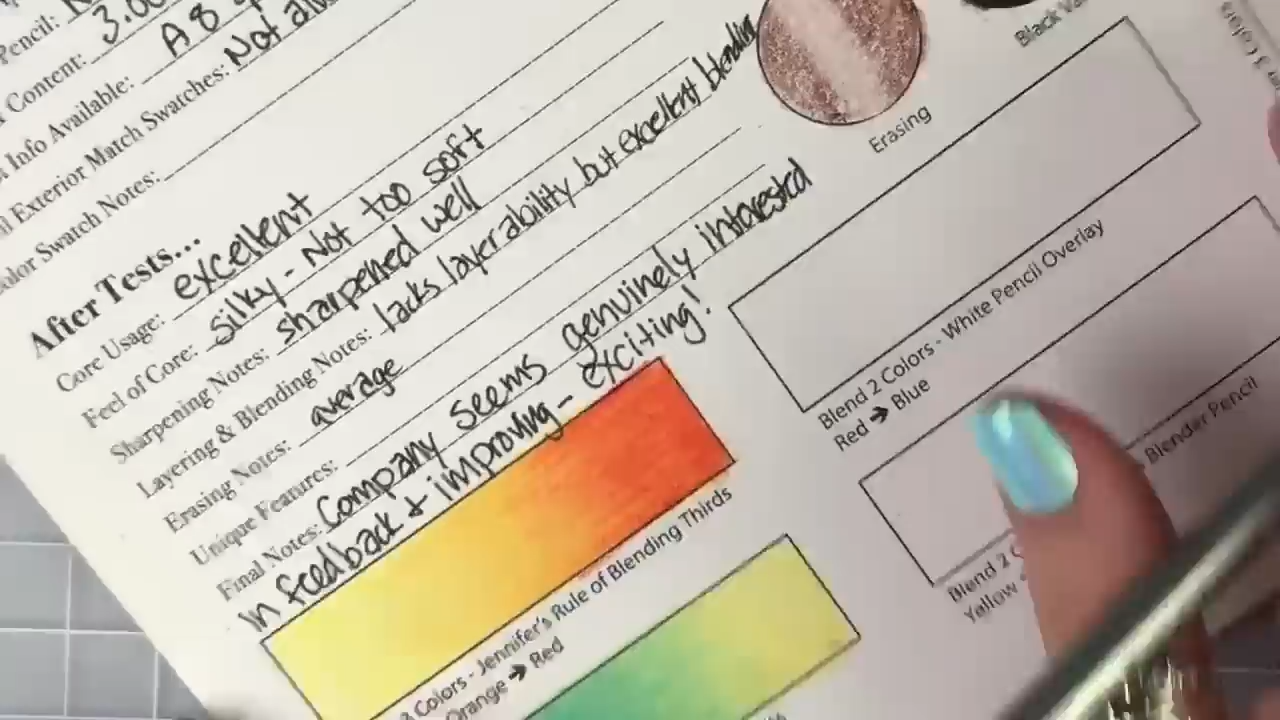 Pencil:
Content: 3.00
Info Available: A8
Exterior Match Swatches: Not
Swatch Notes:
After Tests...
Core Usage: excellent
Feel of Core: silky - Not too soft
Sharpening Notes: sharpened well
Layering & Blending Notes: lacks layerability but excellent blending
Erasing Notes: average
Unique Features:
Final Notes: Company seems genuinely interested
in feedback + improving - exciting!
Colors - Jennifer's Rule of Blending Thirds
Orange → Red
Erasing
Black
Blend 2 Colors - White Pencil Overlay
Red → Blue
Blend 2
Blender Pencil
Yellow
3 Colors